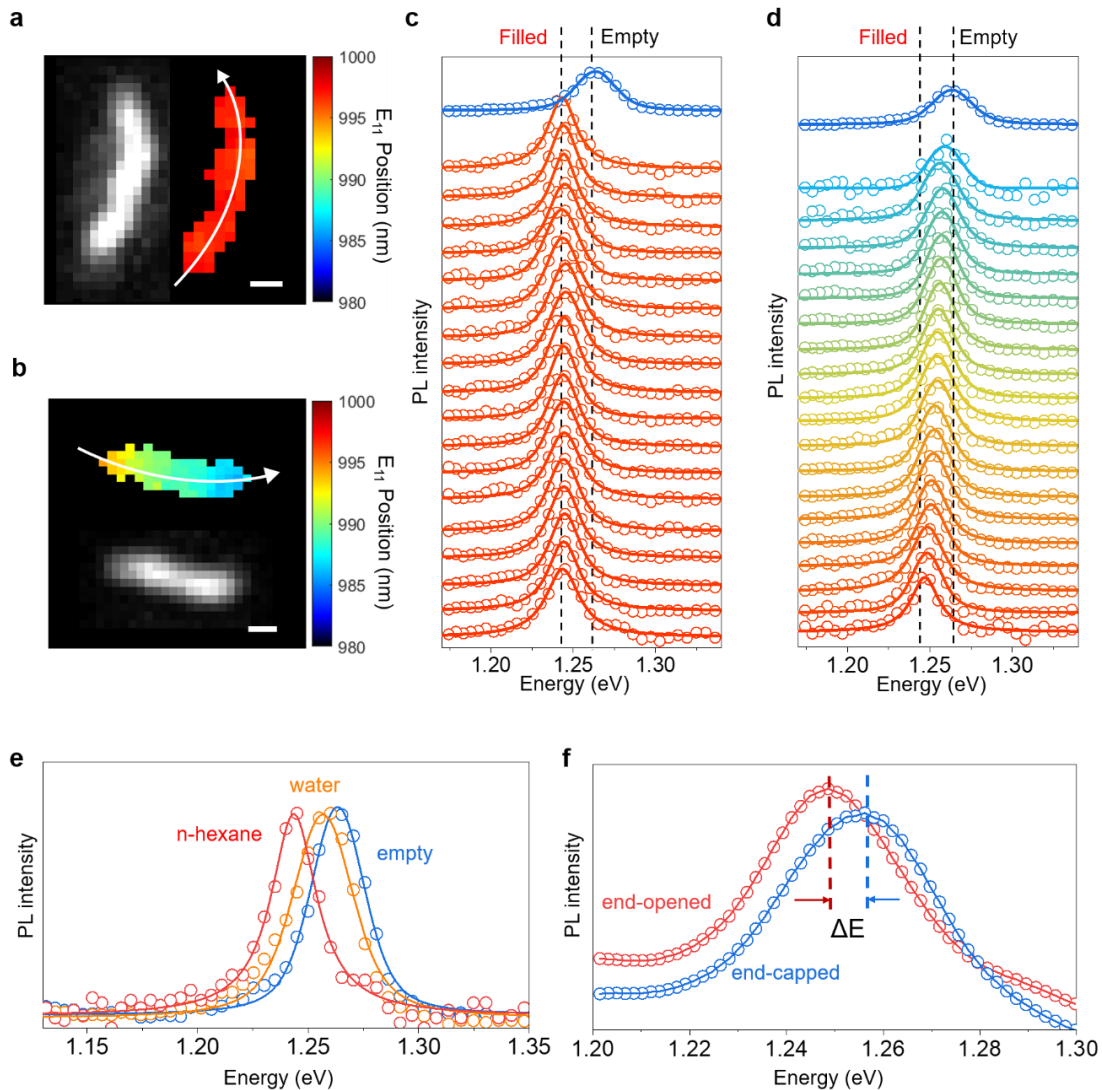 a
1000
995
990
985
980
E11 Position (nm)
b
1000
995
990
985
980
E11 Position (nm)
c
Filled
Empty
PL intensity
1.20
1.25
1.30
Energy (eV)
d
Filled
Empty
PL intensity
1.20
1.25
1.30
Energy (eV)
e
water
n-hexane
empty
PL intensity
1.15
1.20
1.25
1.30
1.35
Energy (eV)
f
end-opened
ΔE
end-capped
PL intensity
1.20
1.22
1.24
1.26
1.28
1.30
Energy (eV)